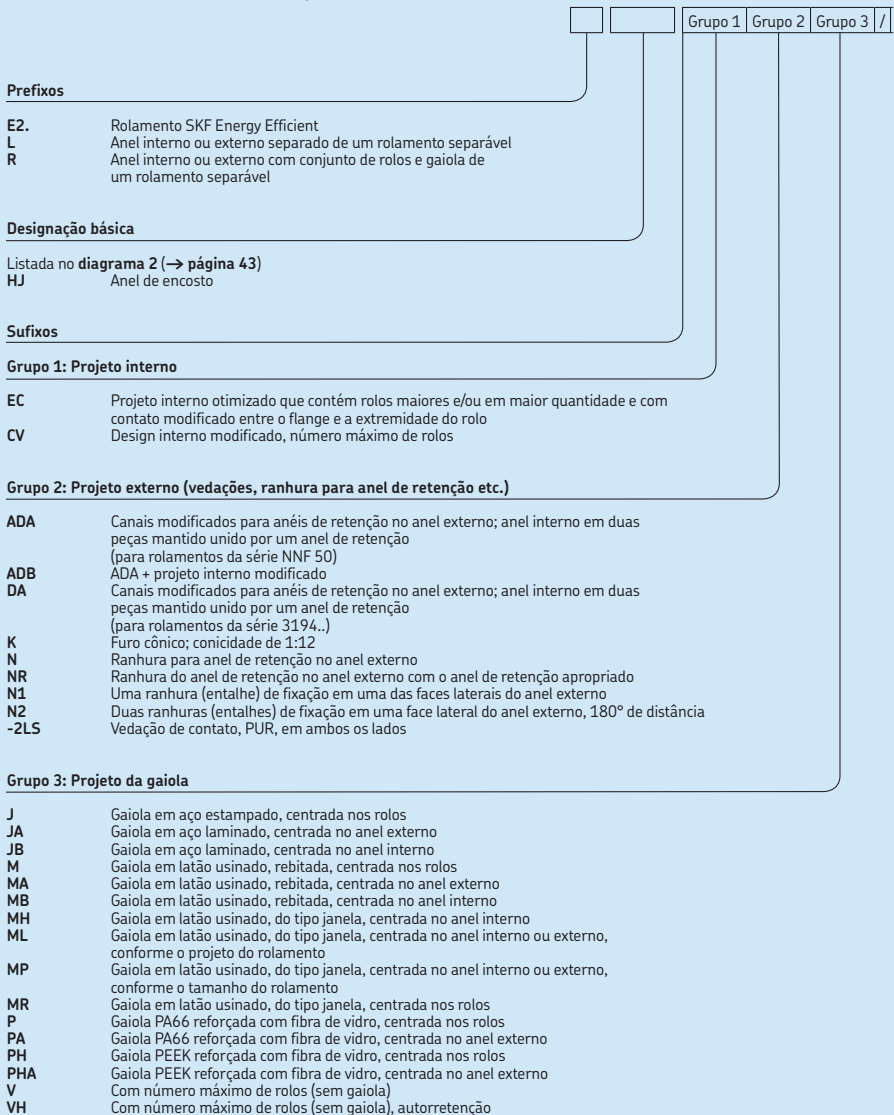 Grupo 1 Grupo 2 Grupo 3 /
Prefixos
E2. Rolamento SKF Energy Efficient
L Anel interno ou externo separado de um rolamento separável
R Anel interno ou externo com conjunto de rolos e gaiola de
um rolamento separável
Designação básica
Listada no diagrama 2 (→ página 43)
HJ Anel de encosto
Sufixos
Grupo 1: Projeto interno
EC Projeto interno otimizado que contém rolos maiores e/ou em maior quantidade e com
contato modificado entre o flange e a extremidade do rolo
CV Design interno modificado, número máximo de rolos
Grupo 2: Projeto externo (vedações, ranhura para anel de retenção etc.)
ADA Canais modificados para anéis de retenção no anel externo; anel interno em duas
peças mantido unido por um anel de retenção
(para rolamentos da série NNF 50)
ADB ADA + projeto interno modificado
DA Canais modificados para anéis de retenção no anel externo; anel interno em duas
peças mantido unido por um anel de retenção
(para rolamentos da série 3194..)
K Furo cônico; conicidade de 1:12
N Ranhura para anel de retenção no anel externo
NR Ranhura do anel de retenção no anel externo com o anel de retenção apropriado
N1 Uma ranhura (entalhe) de fixação em uma das faces laterais do anel externo
N2 Duas ranhuras (entalhes) de fixação em uma face lateral do anel externo, 180° de distância
-2LS Vedação de contato, PUR, em ambos os lados
Grupo 3: Projeto da gaiola
J Gaiola em aço estampado, centrada nos rolos
JA Gaiola em aço laminado, centrada no anel externo
JB Gaiola em aço laminado, centrada no anel interno
M Gaiola em latão usinado, rebitada, centrada nos rolos
MA Gaiola em latão usinado, rebitada, centrada no anel externo
MB Gaiola em latão usinado, rebitada, centrada no anel interno
MH Gaiola em latão usinado, do tipo janela, centrada no anel interno
ML Gaiola em latão usinado, do tipo janela, centrada no anel interno ou externo,
conforme o projeto do rolamento
MP Gaiola em latão usinado, do tipo janela, centrada no anel interno ou externo,
conforme o tamanho do rolamento
MR Gaiola em latão usinado, do tipo janela, centrada nos rolos
P Gaiola PA66 reforçada com fibra de vidro, centrada nos rolos
PA Gaiola PA66 reforçada com fibra de vidro, centrada no anel externo
PH Gaiola PEEK reforçada com fibra de vidro, centrada nos rolos
PHA Gaiola PEEK reforçada com fibra de vidro, centrada no anel externo
V Com número máximo de rolos (sem gaiola)
VH Com número máximo de rolos (sem gaiola), autorretenção